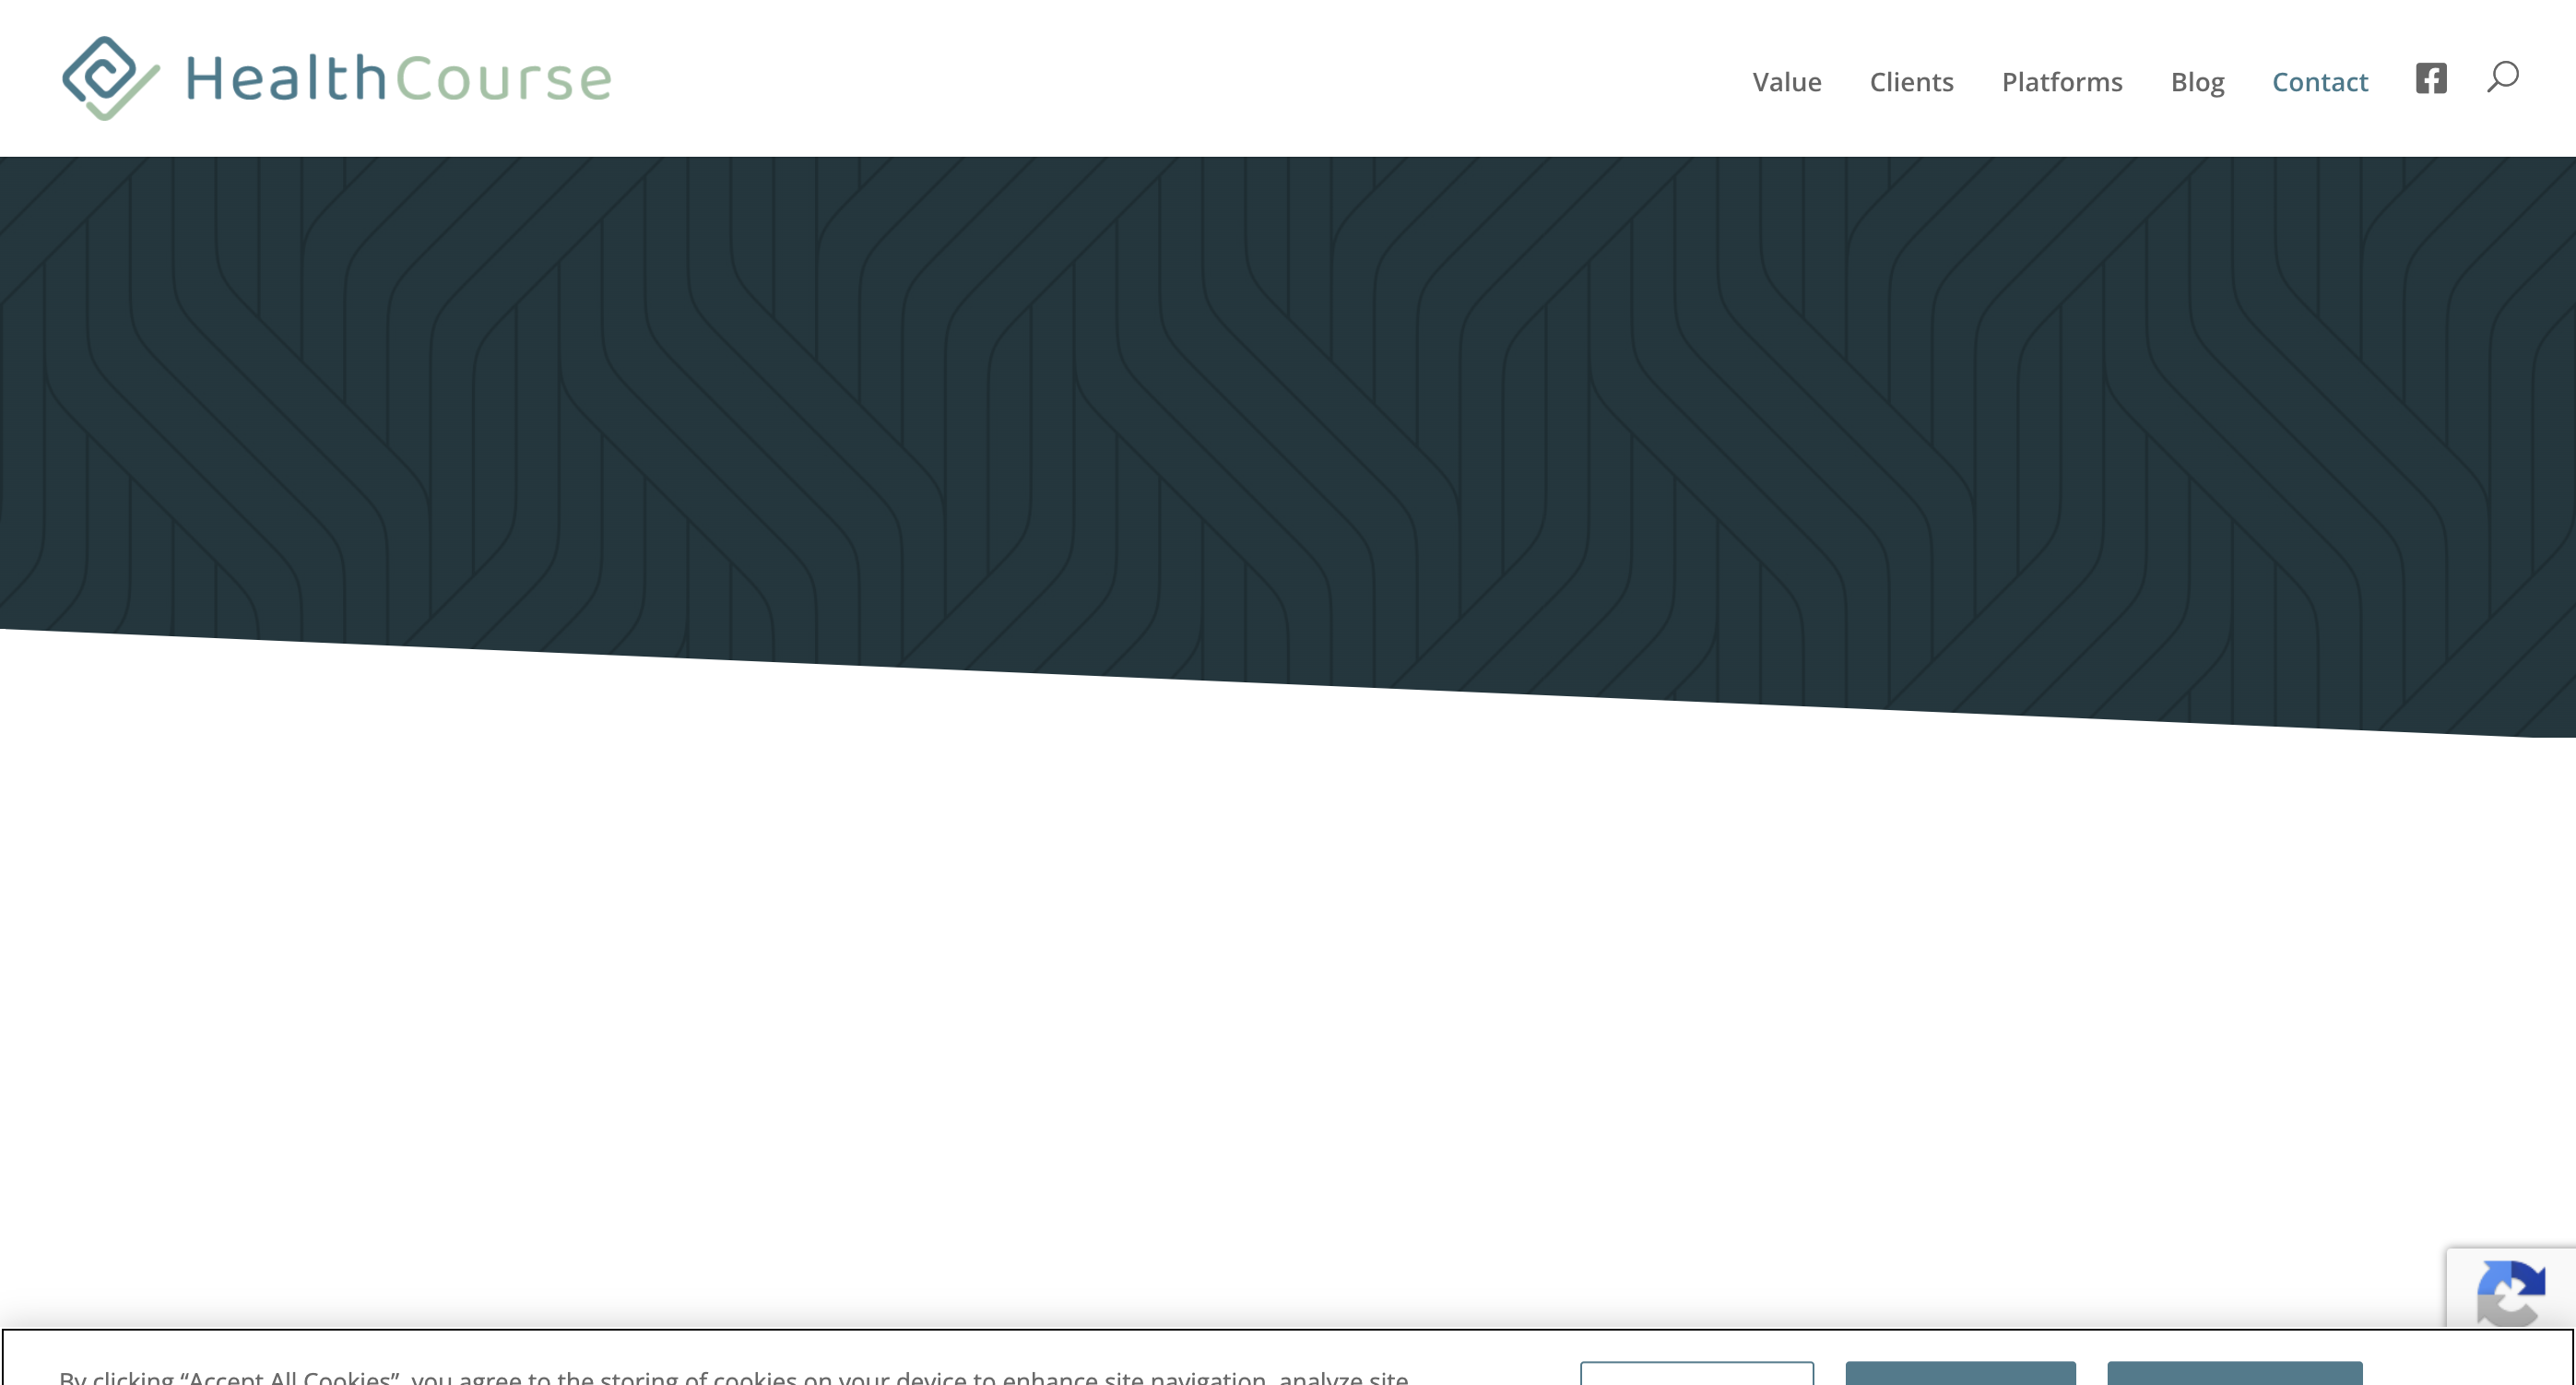 HealthCourse
Value Clients Platforms Blog Contact
By clicking “Accept All Cookies”, you agree to the storing of cookies on your device to enhance site navigation, analyze site